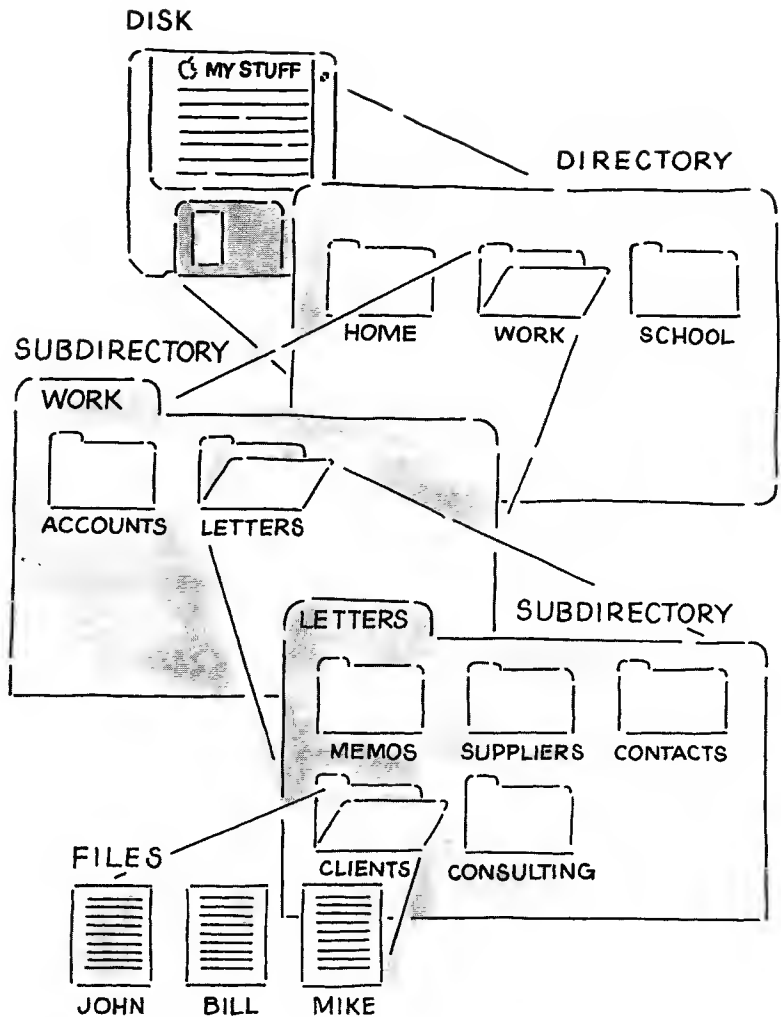 DISK
MY STUFF
DIRECTORY
HOME WORK SCHOOL
SUBDIRECTORY
WORK
ACCOUNTS LETTERS
SUBDIRECTORY
LETTERS
MEMOS SUPPLIERS CONTACTS
CLIENTS CONSULTING
FILES
JOHN BILL MIKE